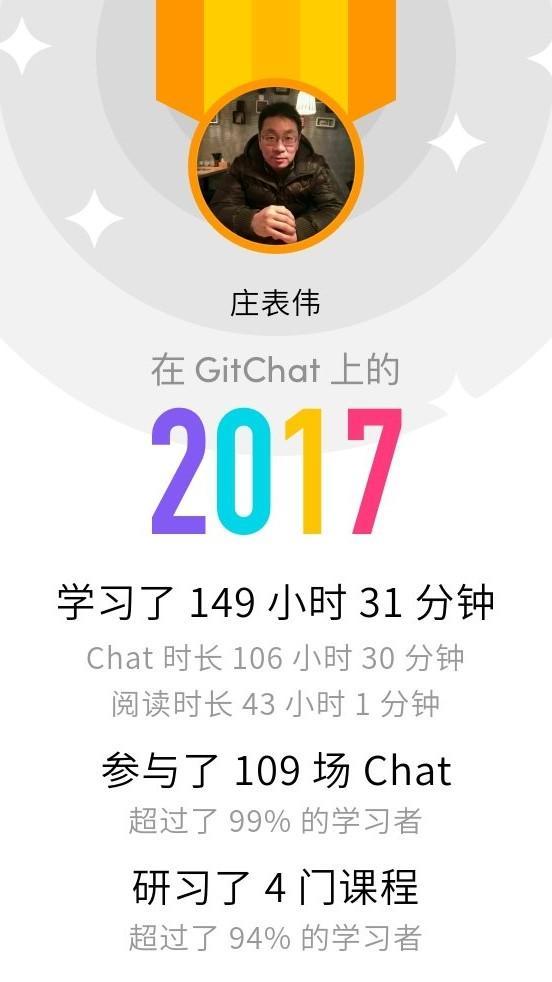 庄表伟
在 GitChat 上的
2017
学习了 149 小时 31 分钟
Chat 时长 106 小时 30 分钟
阅读时长 43 小时 1 分钟
参与了 109 场 Chat
超过了 99% 的学习者
研习了 4 门课程
超过了 94% 的学习者